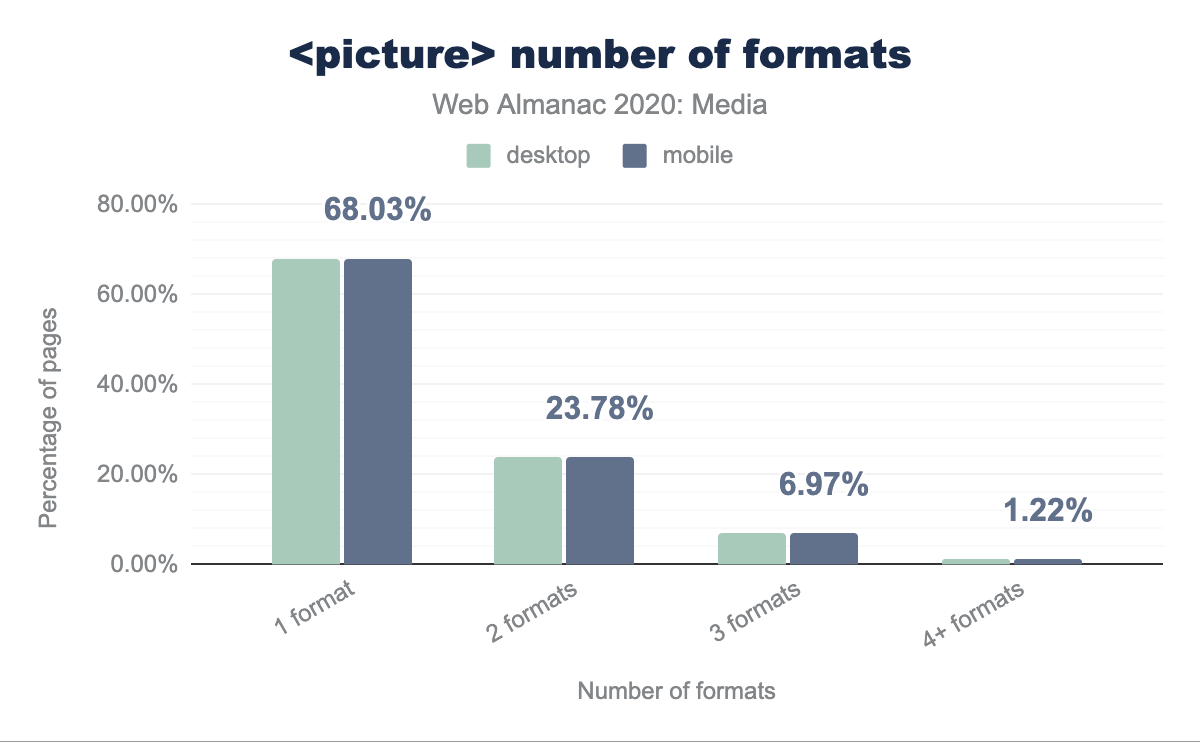 <picture> number of formats
Web Almanac 2020: Media
desktop
mobile
80.00%
60.00%
40.00%
20.00%
0.00%
Percentage of pages
68.03%
23.78%
6.97%
1.22%
1 format
2 formats
3 formats
4+ formats
Number of formats